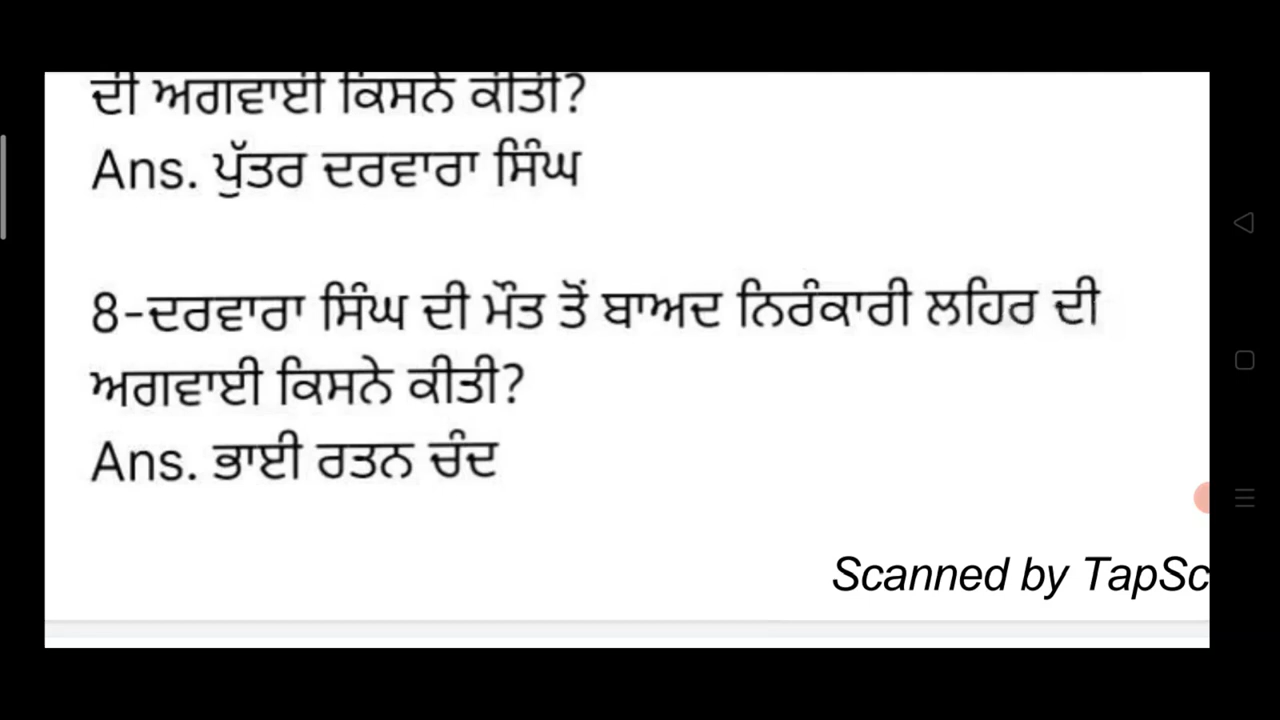 ਦੀ ਅਗਵਾਈ ਕਿਸਨੇ ਕੀਤੀ?
Ans. ਪੁੱਤਰ ਦਰਵਾਰਾ ਸਿੰਘ
8-ਦਰਵਾਰਾ ਸਿੰਘ ਦੀ ਮੌਤ ਤੋਂ ਬਾਅਦ ਨਿਰੰਕਾਰੀ ਲਹਿਰ ਦੀ
ਅਗਵਾਈ ਕਿਸਨੇ ਕੀਤੀ?
Ans. ਭਾਈ ਰਤਨ ਚੰਦ
Scanned by TapSc